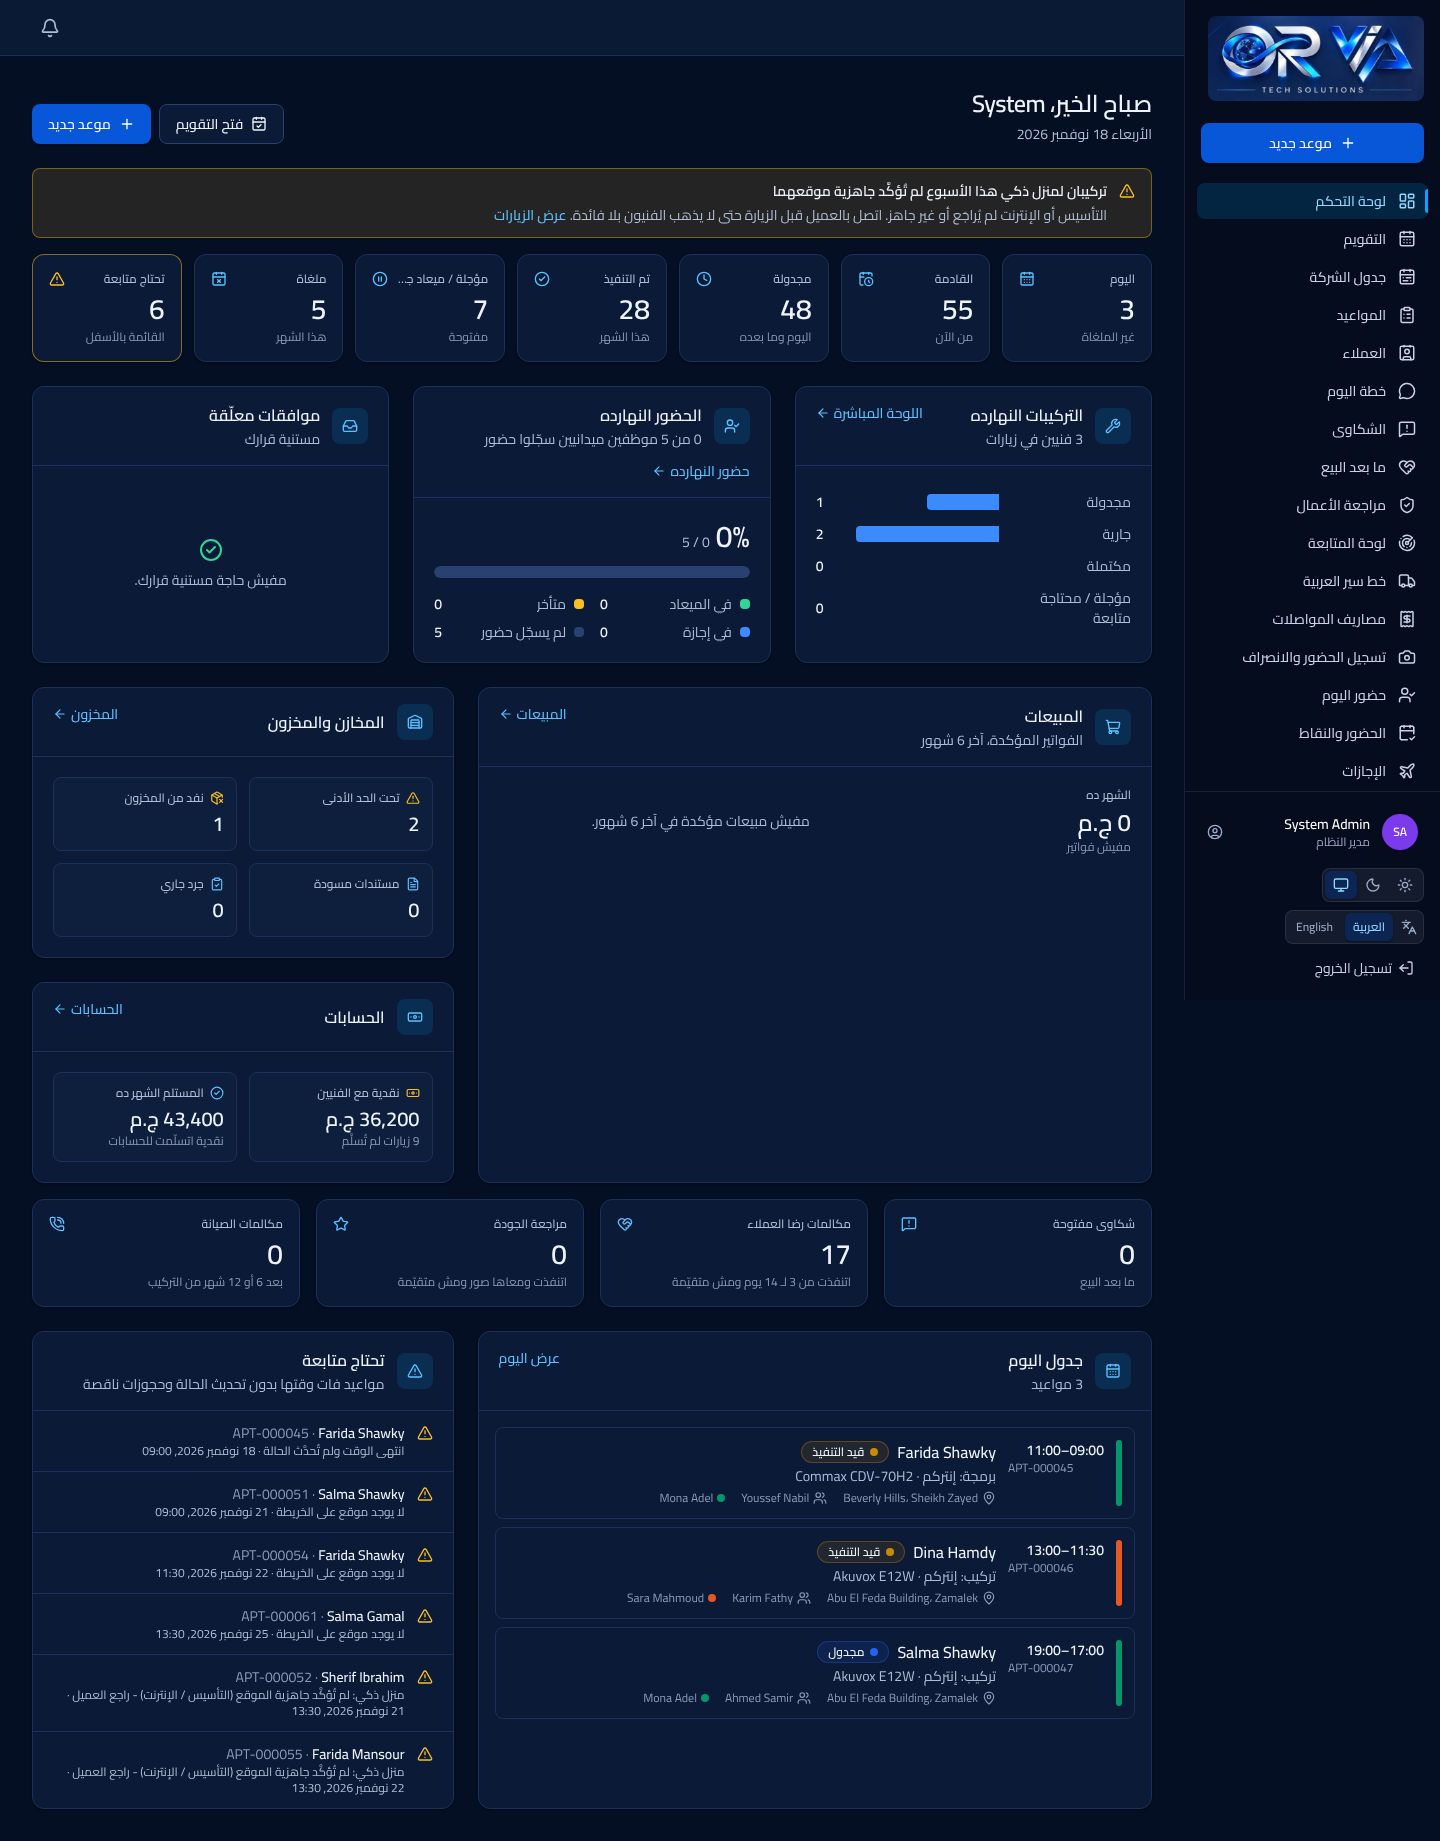 ORVIA
TECH SOLUTIONS
موعد جديد
لوحة التحكم
التقويم
جدول الشركة
المواعيد
العملاء
خطة اليوم
الشكاوى
ما بعد البيع
مراجعة الأعمال
لوحة المتابعة
خط سير العربية
مصاريف المواصلات
تسجيل الحضور والانصراف
حضور اليوم
الحضور والنقاط
الإجازات
System Admin
SA
مدير النظام
العربية
English
تسجيل الخروج
صباح الخير، System
الأربعاء 18 نوفمبر 2026
فتح التقويم
موعد جديد
تركيبان لمنزل ذكي هذا الأسبوع لم تُؤكَّد جاهزية موقعهما
التأسيس أو الإنترنت لم يُراجَع أو غير جاهز. اتصل بالعميل قبل الزيارة حتى لا يذهب الفنيون بلا فائدة. عرض الزيارات
اليوم
3
غير الملغاة
القادمة
55
من الآن
مجدولة
48
اليوم وما بعده
تم التنفيذ
28
هذا الشهر
مؤجلة / ميعاد جـ...
7
مفتوحة
ملغاة
5
هذا الشهر
تحتاج متابعة
6
القائمة بالأسفل
التركيبات النهارده
3 فنيين في زيارات
اللوحة المباشرة
مجدولة 1
جارية 2
مكتملة 0
مؤجلة / محتاجة متابعة 0
الحضور النهارده
0 من 5 موظفين ميدانيين سجّلوا حضور
حضور النهارده
0% 0 / 5
في الميعاد 0
متأخر 0
في إجازة 0
لم يسجّل حضور 5
موافقات معلّقة
مستنية قرارك
مفيش حاجة مستنية قرارك.
المبيعات
الفواتير المؤكدة، آخر 6 شهور
المبيعات
الشهر ده
0 ج.م
مفيش فواتير
مفيش مبيعات مؤكدة في آخر 6 شهور.
المخازن والمخزون
المخزون
تحت الحد الأدنى
2
نفد من المخزون
1
مستندات مسودة
0
جرد جاري
0
الحسابات
الحسابات
نقدية مع الفنيين
36,200 ج.م
9 زيارات لم تُسلَّم
المستلم الشهر ده
43,400 ج.م
نقدية اتسلّمت للحسابات
شكاوى مفتوحة
0
ما بعد البيع
مكالمات رضا العملاء
17
اتنفذت من 3 لـ 14 يوم ومش متقيّمة
مراجعة الجودة
0
اتنفذت ومعاها صور ومش متقيّمة
مكالمات الصيانة
0
بعد 6 أو 12 شهر من التركيب
جدول اليوم
3 مواعيد
عرض اليوم
09:00–11:00
APT-000045
Farida Shawky
قيد التنفيذ
برمجة: إنتركم · Commax CDV-70H2
Beverly Hills، Sheikh Zayed
Youssef Nabil
Mona Adel
11:30–13:00
APT-000046
Dina Hamdy
قيد التنفيذ
تركيب: إنتركم · Akuvox E12W
Abu El Feda Building، Zamalek
Karim Fathy
Sara Mahmoud
17:00–19:00
APT-000047
Salma Shawky
مجدول
تركيب: إنتركم · Akuvox E12W
Abu El Feda Building، Zamalek
Ahmed Samir
Mona Adel
تحتاج متابعة
مواعيد فات وقتها بدون تحديث الحالة وحجوزات ناقصة
Farida Shawky · APT-000045
انتهى الوقت ولم تُحدَّث الحالة · 18 نوفمبر 2026, 09:00
Salma Shawky · APT-000051
لا يوجد موقع على الخريطة · 21 نوفمبر 2026, 09:00
Farida Shawky · APT-000054
لا يوجد موقع على الخريطة · 22 نوفمبر 2026, 11:30
Salma Gamal · APT-000061
لا يوجد موقع على الخريطة · 25 نوفمبر 2026, 13:30
Sherif Ibrahim · APT-000052
منزل ذكي: لم تُؤكَّد جاهزية الموقع (التأسيس / الإنترنت) - راجع العميل ·
21 نوفمبر 2026, 13:30
Farida Mansour · APT-000055
منزل ذكي: لم تُؤكَّد جاهزية الموقع (التأسيس / الإنترنت) - راجع العميل ·
22 نوفمبر 2026, 13:30